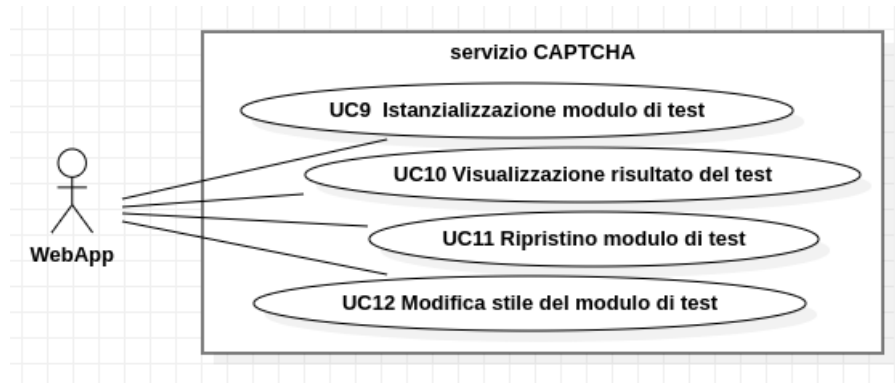 servizio CAPTCHA
UC9  Istanzializzazione modulo di test
UC10 Visualizzazione risultato del test
UC11 Ripristino modulo di test
WebApp
UC12 Modifica stile del modulo di test